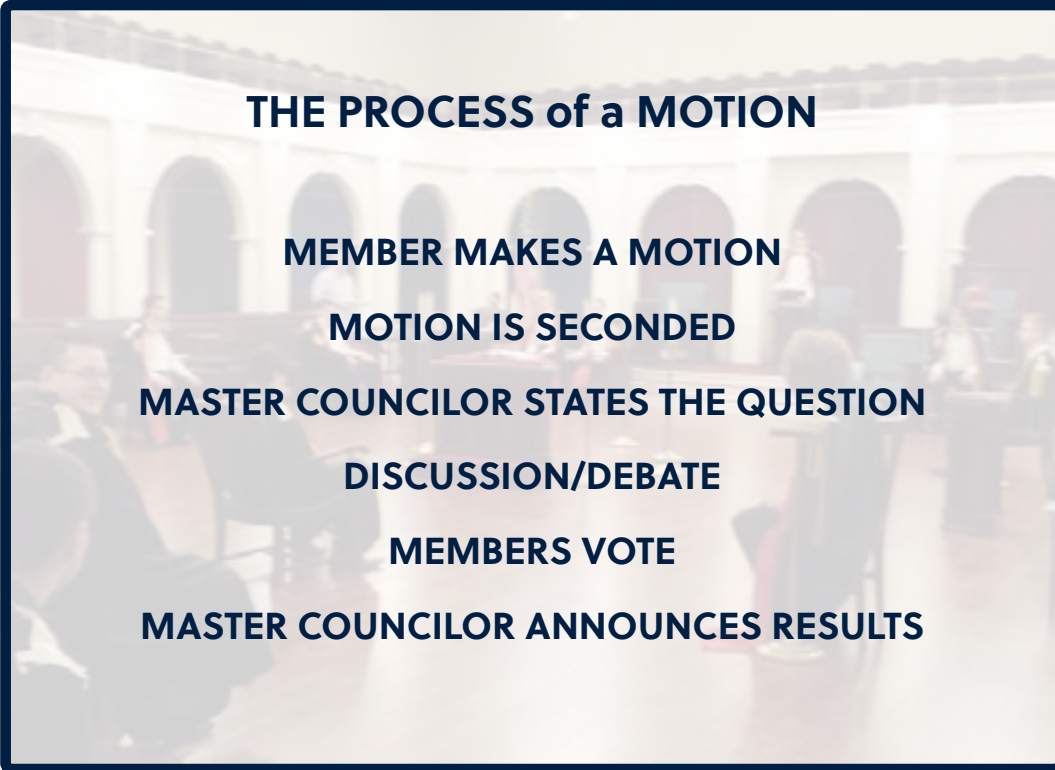 THE PROCESS of a MOTION
MEMBER MAKES A MOTION
MOTION IS SECONDED
MASTER COUNCILOR STATES THE QUESTION
DISCUSSION/DEBATE
MEMBERS VOTE
MASTER COUNCILOR ANNOUNCES RESULTS